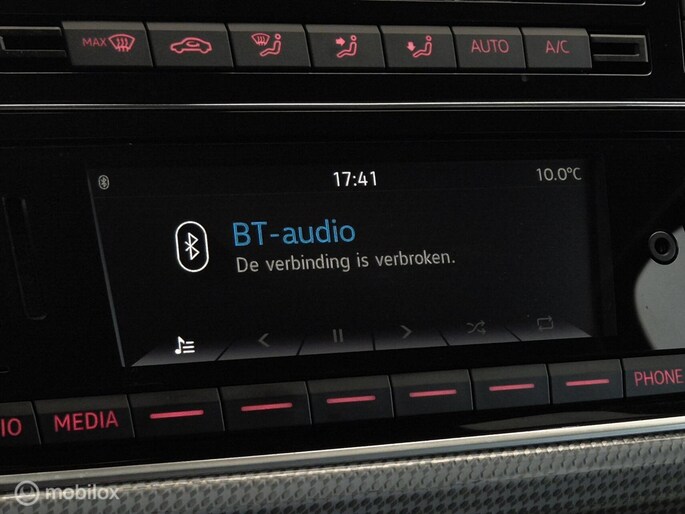 MAX
AUTO
A/C
17:41
10.0°C
BT-audio
De verbinding is verbroken.
IO
MEDIA
PHONE
mobilox